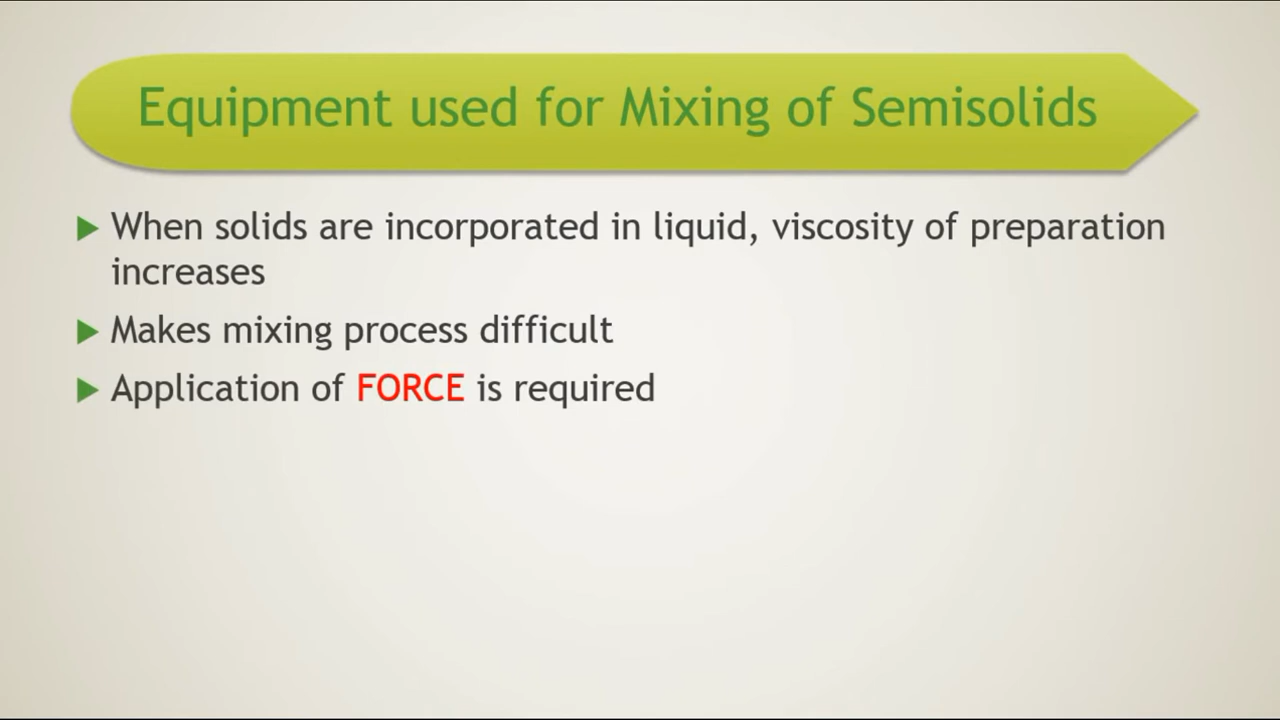 Equipment used for Mixing of Semisolids
When solids are incorporated in liquid, viscosity of preparation
increases
Makes mixing process difficult
Application of FORCE is required